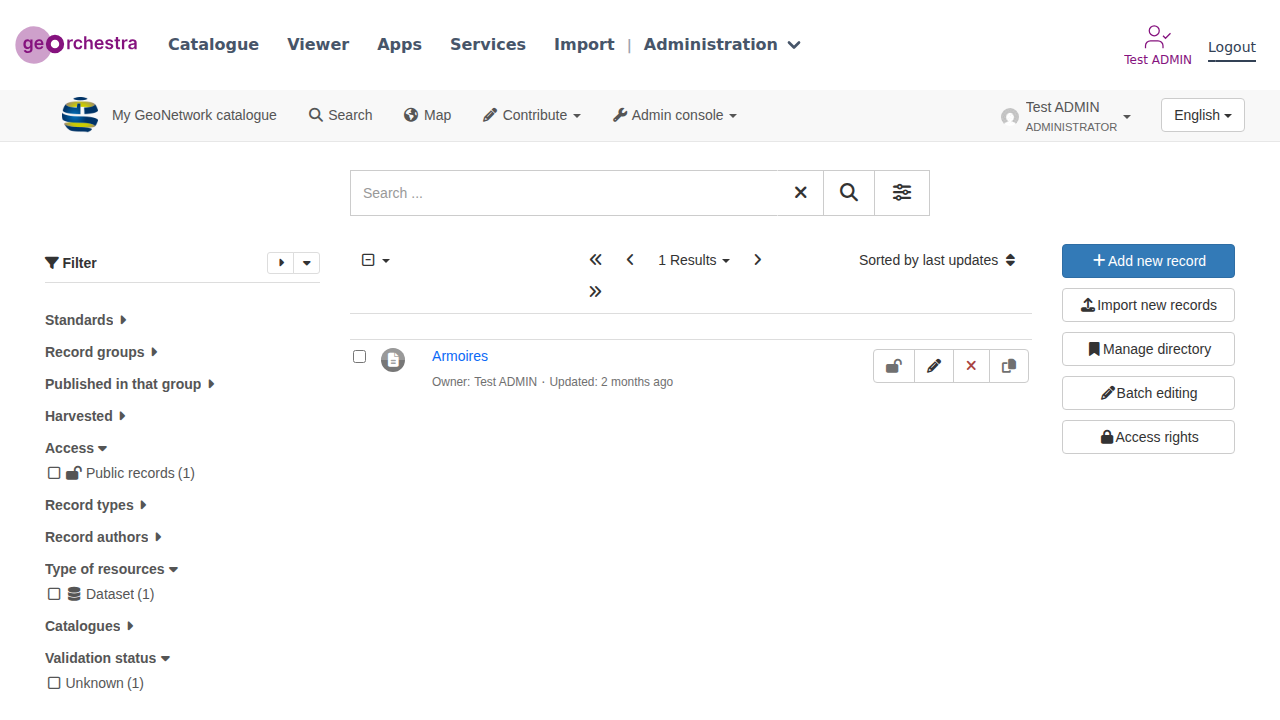 georchestra Catalogue Viewer Apps Services Import | Administration Test ADMIN Logout
My GeoNetwork catalogue Search Map Contribute Admin console Test ADMIN ADMINISTRATOR English
Search ...
Filter 1 Results Sorted by last updates Add new record
Import new records
Standards
Record groups Armoires Manage directory
Published in that group Owner: Test ADMIN · Updated: 2 months ago Batch editing
Harvested
Access Access rights
Public records (1)
Record types
Record authors
Type of resources
Dataset (1)
Catalogues
Validation status
Unknown (1)